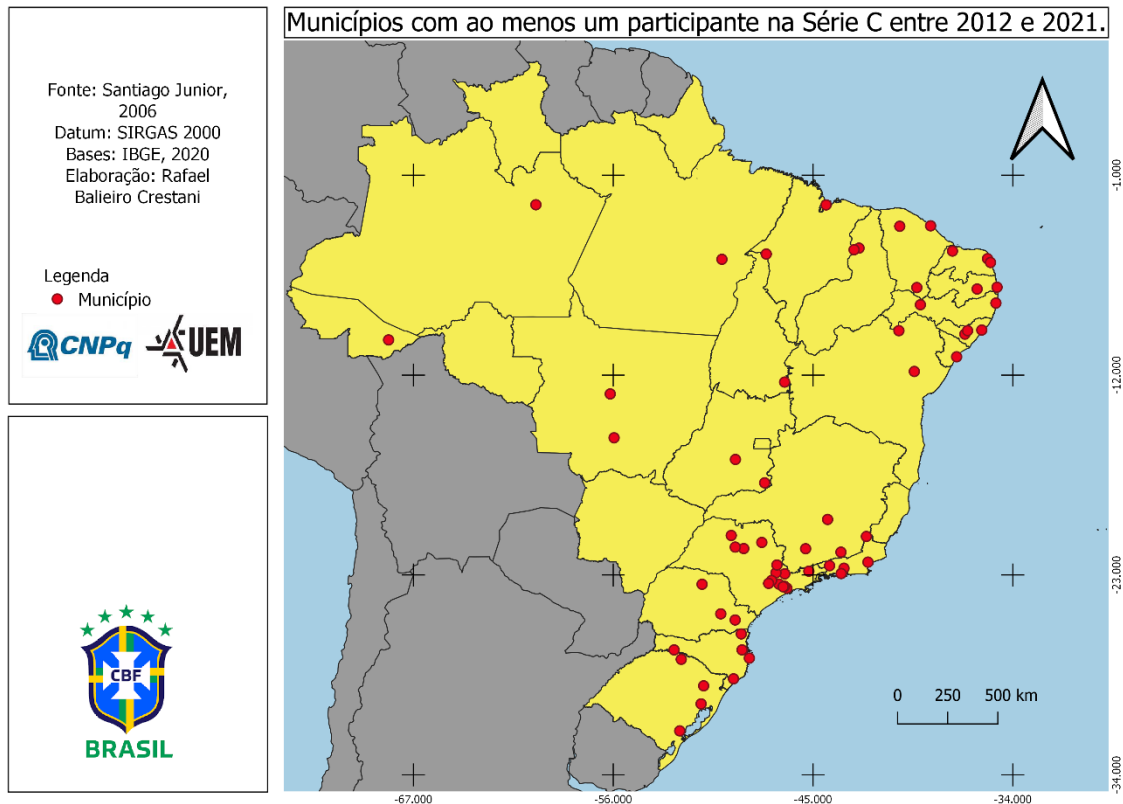 Municípios com ao menos um participante na Série C entre 2012 e 2021.
Fonte: Santiago Junior,
2006
Datum: SIRGAS 2000
Bases: IBGE, 2020
Elaboração: Rafael
Balieiro Crestani
Legenda
Município
CNPq
UEM
CBF
BRASIL
-1.000
-12.000
-23.000
-34.000
0 250 500 km
-67.000 -56.000 -45.000 -34.000